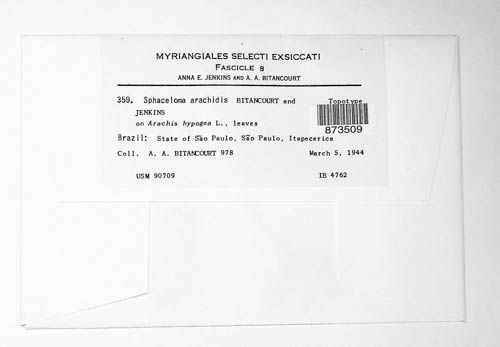 MYRIANGIALES SELECTI EXSICCATI
FASCICLE 8
ANNA E. JENKINS AND A. A. BITANCOURT
359. Sphaceloma arachidis BITANCOURT and Topotype
JENKINS
on Arachis hypogea L., leaves
873509
Brazil: State of São Paulo, São Paulo, Itapecerica
Coll. A. A. BITANCOURT 978 March 5, 1944
USM 90709 IB 4762